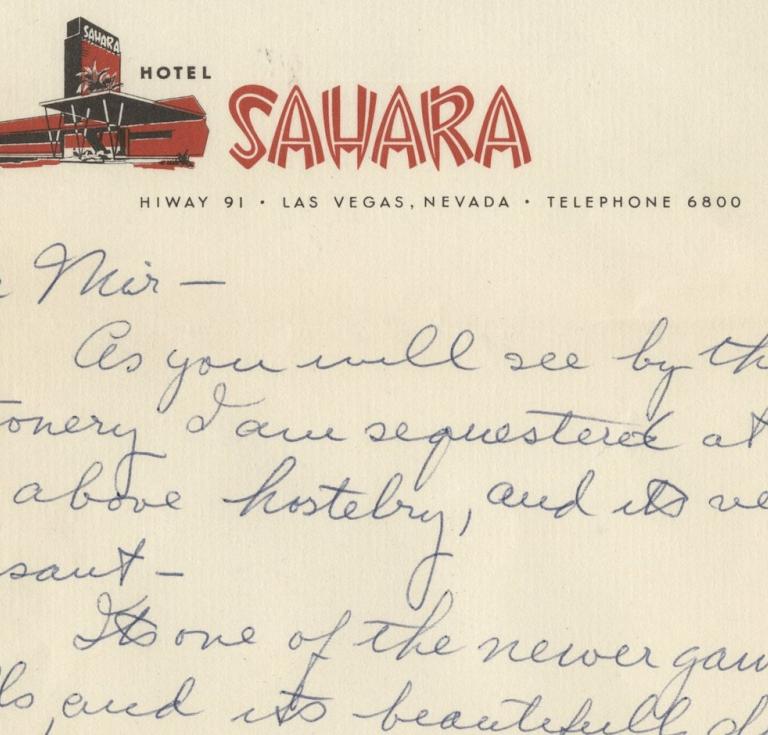 SAHARA
HOTEL
SAHARA
HIWAY 91 • LAS VEGAS, NEVADA • TELEPHONE 6800
Mir —
As you will see by th
onery I am sequestered at
above hostelry, and its ve
sant —
Its one of the newer gam
ls, and its beautifull